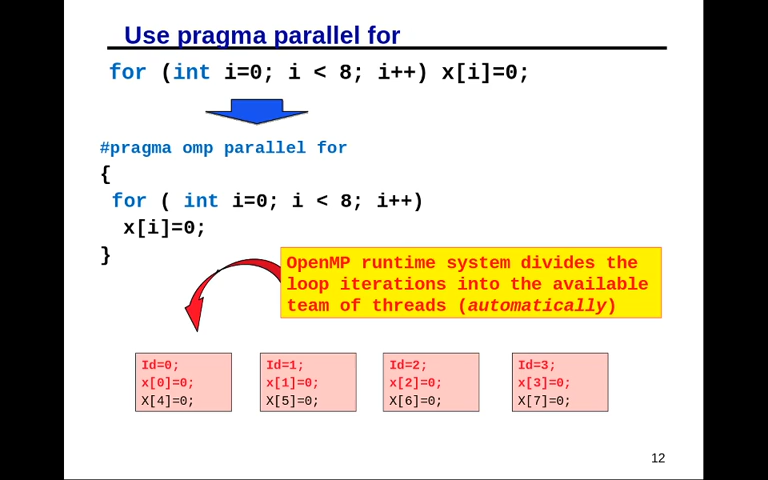 Use pragma parallel for
for (int i=0; i < 8; i++) x[i]=0;
#pragma omp parallel for
{
for ( int i=0; i < 8; i++)
x[i]=0;
}
OpenMP runtime system divides the
loop iterations into the available
team of threads (automatically)
Id=0;
x[0]=0;
X[4]=0;
Id=1;
x[1]=0;
X[5]=0;
Id=2;
x[2]=0;
X[6]=0;
Id=3;
x[3]=0;
X[7]=0;
12